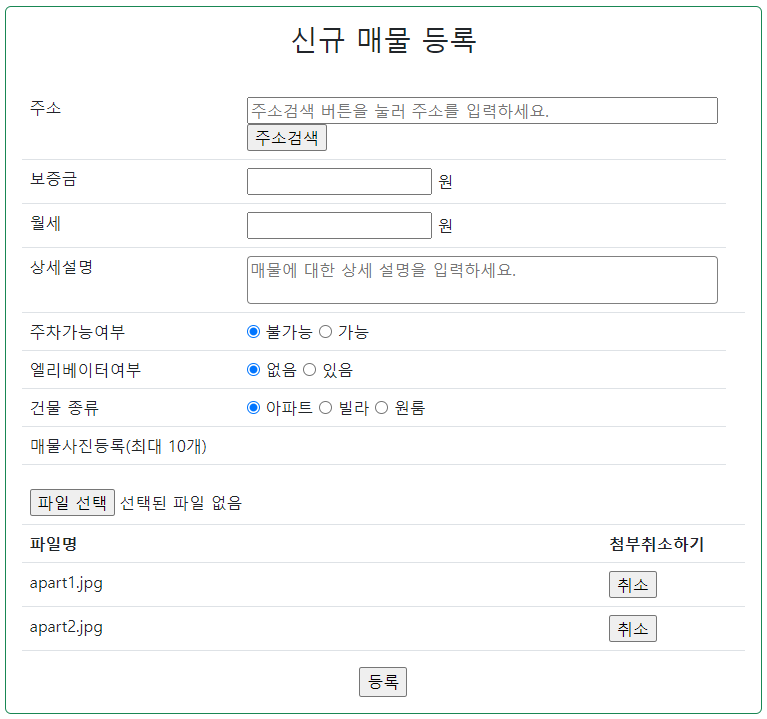 신규 매물 등록
주소
주소검색 버튼을 눌러 주소를 입력하세요.
주소검색
보증금 원
월세 원
상세설명 매물에 대한 상세 설명을 입력하세요.
주차가능여부 불가능 가능
엘리베이터여부 없음 있음
건물 종류 아파트 빌라 원룸
매물사진등록(최대 10개)
파일 선택 선택된 파일 없음
파일명 첨부취소하기
apart1.jpg 취소
apart2.jpg 취소
등록